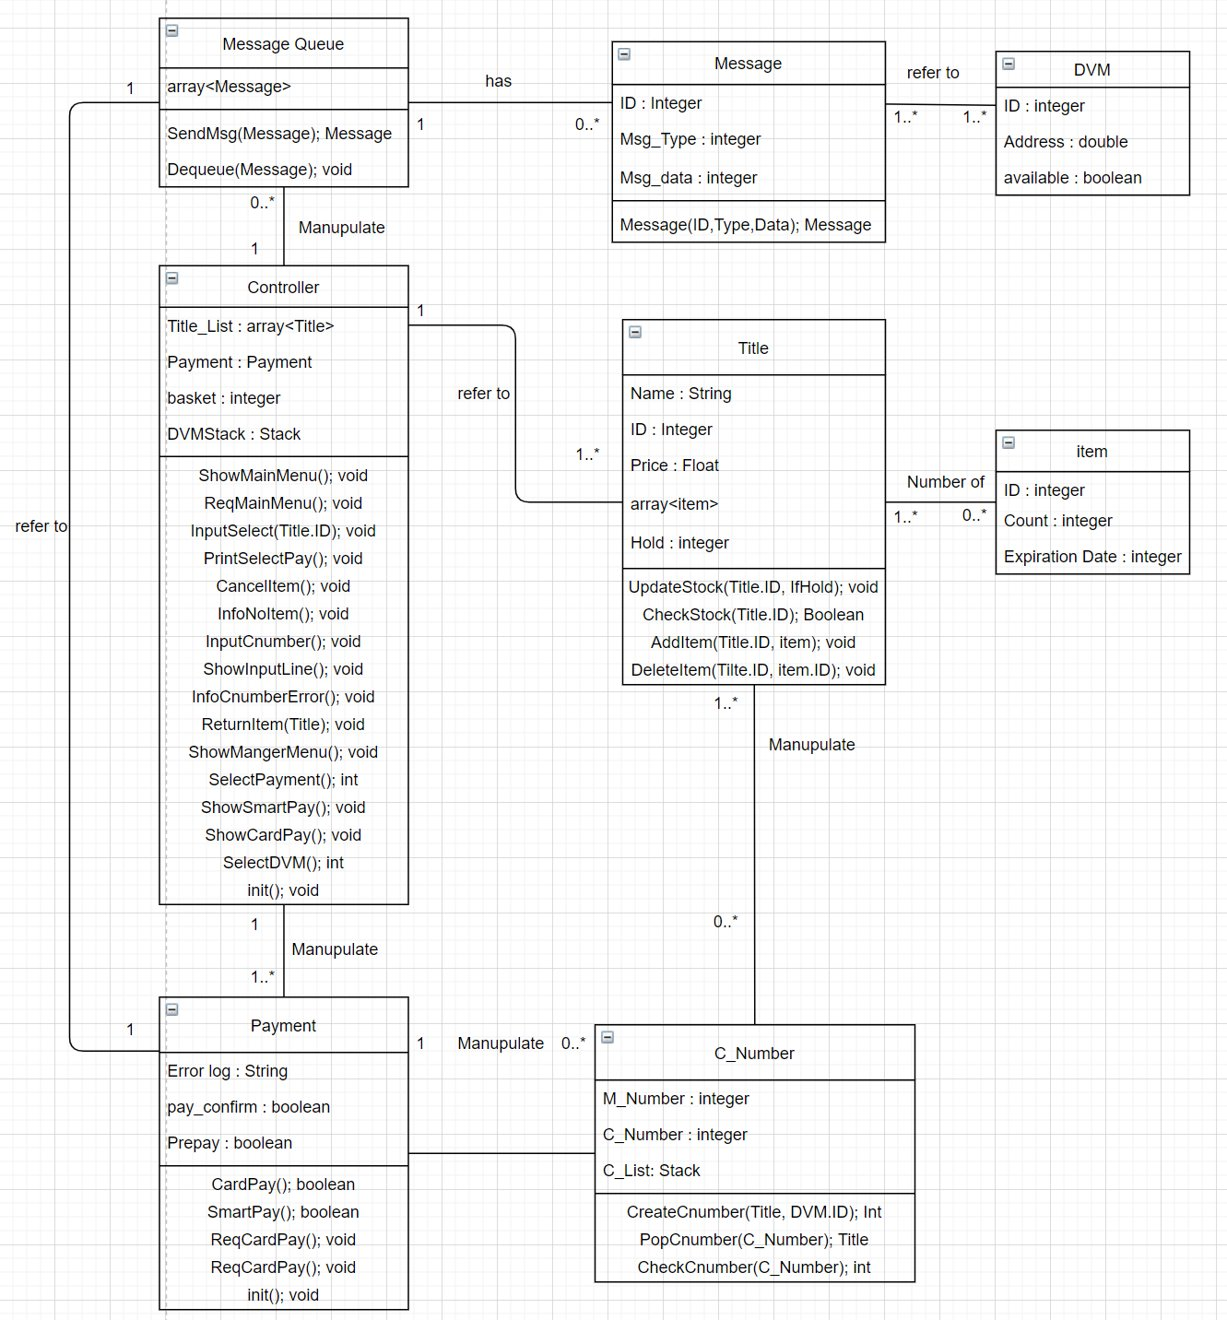 Message Queue
array<Message>
SendMsg(Message); Message
Dequeue(Message); void
1
has
1
0..*
Message
ID : Integer
Msg_Type : integer
Msg_data : integer
Message(ID,Type,Data); Message
refer to
1..*
1..*
DVM
ID : integer
Address : double
available : boolean
0..*
Manupulate
1
Controller
Title_List : array<Title>
Payment : Payment
basket : integer
DVMStack : Stack
ShowMainMenu(); void
ReqMainMenu(); void
InputSelect(Title.ID); void
PrintSelectPay(); void
CancelItem(); void
InfoNoItem(); void
InputCnumber(); void
ShowInputLine(); void
InfoCnumberError(); void
ReturnItem(Title); void
ShowMangerMenu(); void
SelectPayment(); int
ShowSmartPay(); void
ShowCardPay(); void
SelectDVM(); int
init(); void
refer to
1
refer to
1..*
Title
Name : String
ID : Integer
Price : Float
array<item>
Hold : integer
UpdateStock(Title.ID, IfHold); void
CheckStock(Title.ID); Boolean
AddItem(Title.ID, item); void
DeleteItem(Tilte.ID, item.ID); void
Number of
1..*
0..*
item
ID : integer
Count : integer
Expiration Date : integer
1..*
Manupulate
0..*
1
Manupulate
1..*
1
Payment
Error log : String
pay_confirm : boolean
Prepay : boolean
CardPay(); boolean
SmartPay(); boolean
ReqCardPay(); void
ReqCardPay(); void
init(); void
1
Manupulate
0..*
C_Number
M_Number : integer
C_Number : integer
C_List: Stack
CreateCnumber(Title, DVM.ID); Int
PopCnumber(C_Number); Title
CheckCnumber(C_Number); int